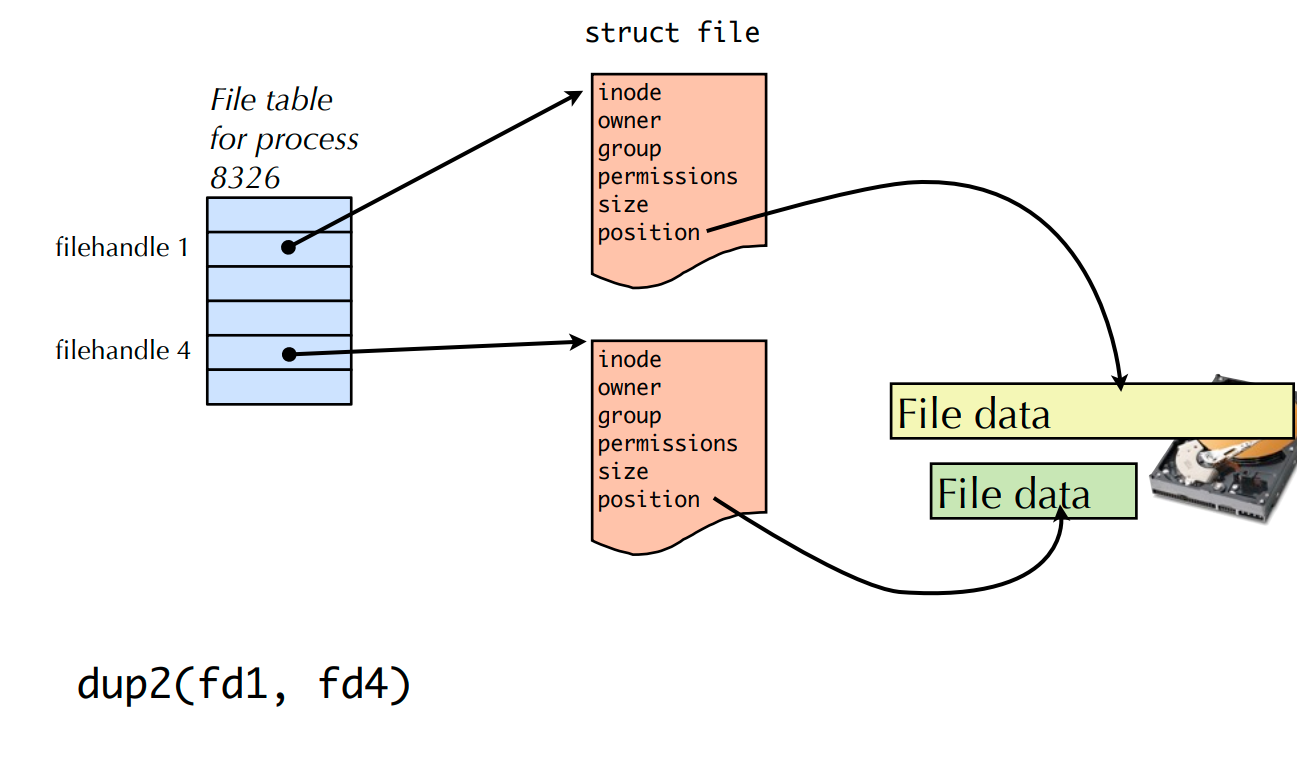 struct file
File table
for process
8326
filehandle 1
filehandle 4
inode
owner
group
permissions
size
position
inode
owner
group
permissions
size
position
File data
File data
dup2(fd1, fd4)